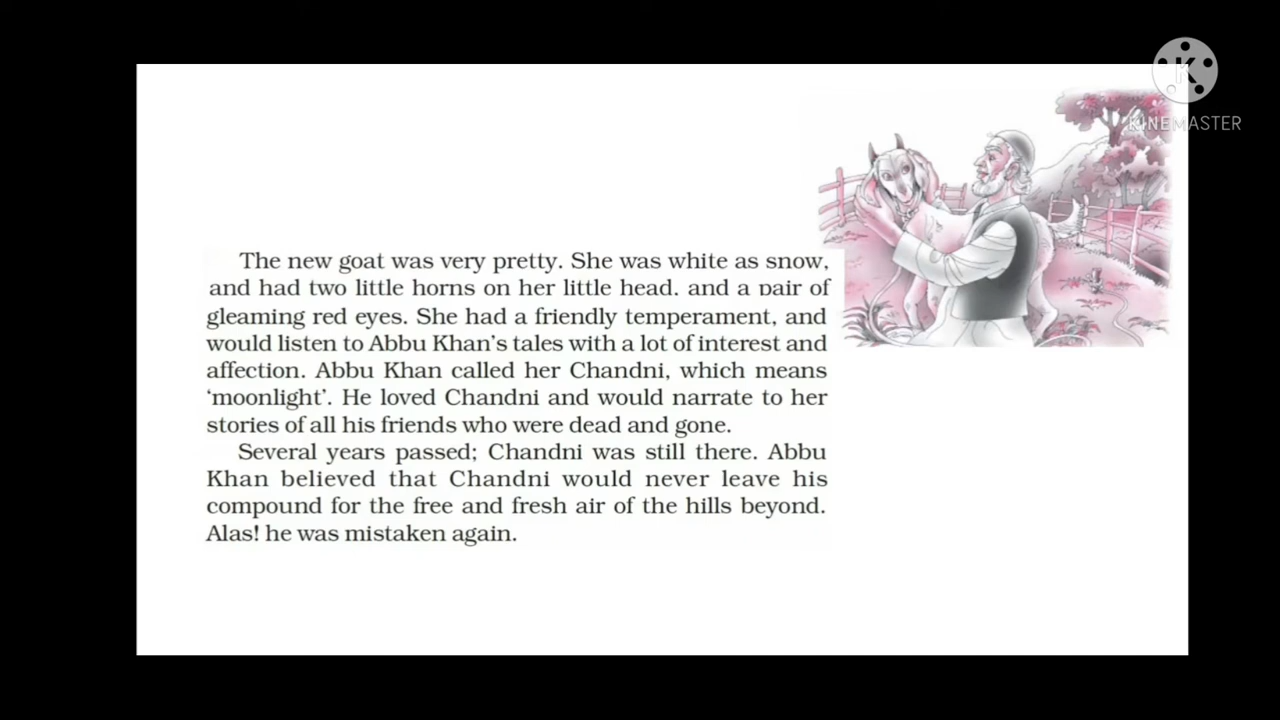 KINEMASTER
The new goat was very pretty. She was white as snow,
and had two little horns on her little head. and a pair of
gleaming red eyes. She had a friendly temperament, and
would listen to Abbu Khan’s tales with a lot of interest and
affection. Abbu Khan called her Chandni, which means
‘moonlight’. He loved Chandni and would narrate to her
stories of all his friends who were dead and gone.
Several years passed; Chandni was still there. Abbu
Khan believed that Chandni would never leave his
compound for the free and fresh air of the hills beyond.
Alas! he was mistaken again.